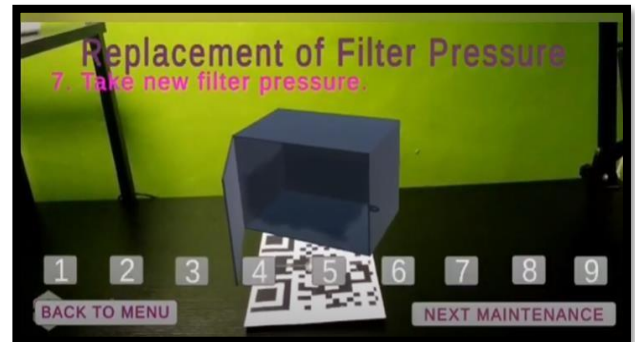 Replacement of Filter Pressure
7. Take new filter pressure.
1 2 3 4 5 6 7 8 9
BACK TO MENU
NEXT MAINTENANCE